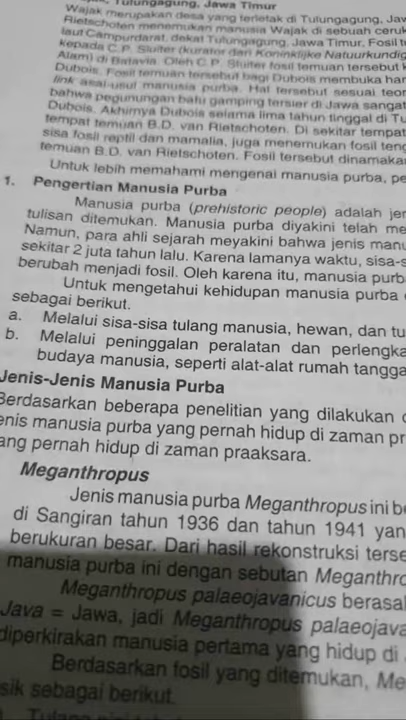 Tulungagung, Jawa Timur
Wajak merupakan desa yang terletak di Tulungagung, Jaw
Rietschoten menemukan manusia Wajak di sebuah ceruk
laut Campurdarat, dekat Tulungagung, Jawa Timur. Fosil t
kepada C.P. Sluiter (kurator dari Koninklijke Natuurkundig
Alam) di Batavia. Oleh C.P. Sluiter fosil temuan tersebut
Dubois. Fosil temuan tersebut bagi Dubois membuka har
link asal-usul manusia purba. Hal tersebut sesuai teor
bahwa pegunungan batu gamping tersier di Jawa sangat
Dubois. Akhirnya Dubois selama lima tahun tinggal di Tu
tempat temuan B.D. van Rietschoten. Di sekitar tempat
sisa fosil reptil dan mamalia, juga menemukan fosil teng
temuan B.D. van Rietschoten. Fosil tersebut dinamaka
Untuk lebih memahami mengenai manusia purba, pe
1. Pengertian Manusia Purba
Manusia purba (prehistoric people) adalah jer
tulisan ditemukan. Manusia purba diyakini telah me
Namun, para ahli sejarah meyakini bahwa jenis manu
sekitar 2 juta tahun lalu. Karena lamanya waktu, sisa-s
berubah menjadi fosil. Oleh karena itu, manusia purb
Untuk mengetahui kehidupan manusia purba
sebagai berikut.
a. Melalui sisa-sisa tulang manusia, hewan, dan tu
b. Melalui peninggalan peralatan dan perlengka
budaya manusia, seperti alat-alat rumah tangga
Jenis-Jenis Manusia Purba
Berdasarkan beberapa penelitian yang dilakukan
enis manusia purba yang pernah hidup di zaman pr
ang pernah hidup di zaman praaksara.
Meganthropus
Jenis manusia purba Meganthropus ini b
di Sangiran tahun 1936 dan tahun 1941 yan
berukuran besar. Dari hasil rekonstruksi terse
manusia purba ini dengan sebutan Meganthro
Meganthropus palaeojavanicus berasal
Java = Jawa, jadi Meganthropus palaeojava
diperkirakan manusia pertama yang hidup di
Berdasarkan fosil yang ditemukan, Me
sik sebagai berikut.